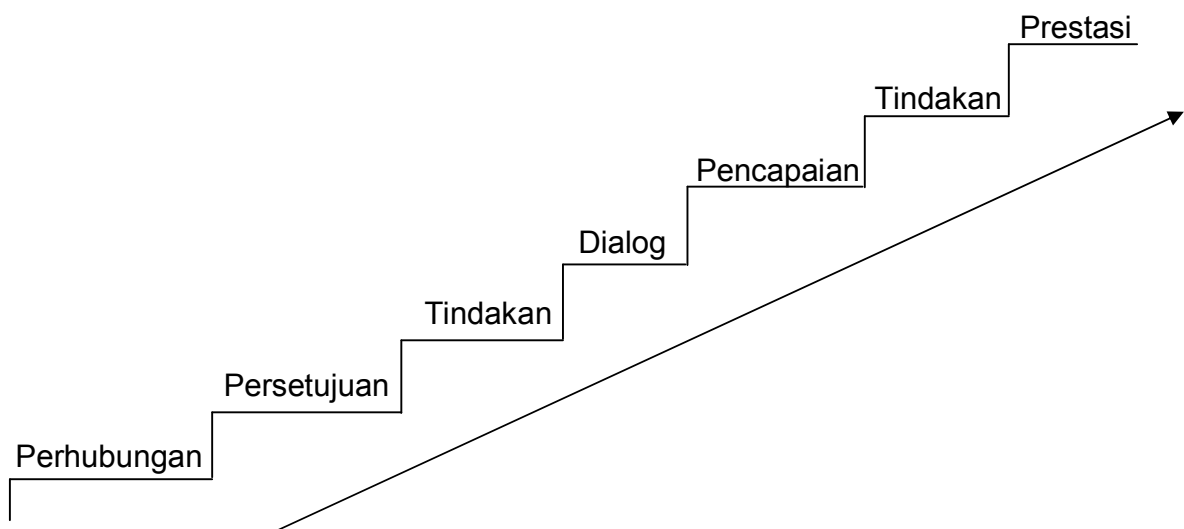 Prestasi
Tindakan
Pencapaian
Dialog
Tindakan
Persetujuan
Perhubungan